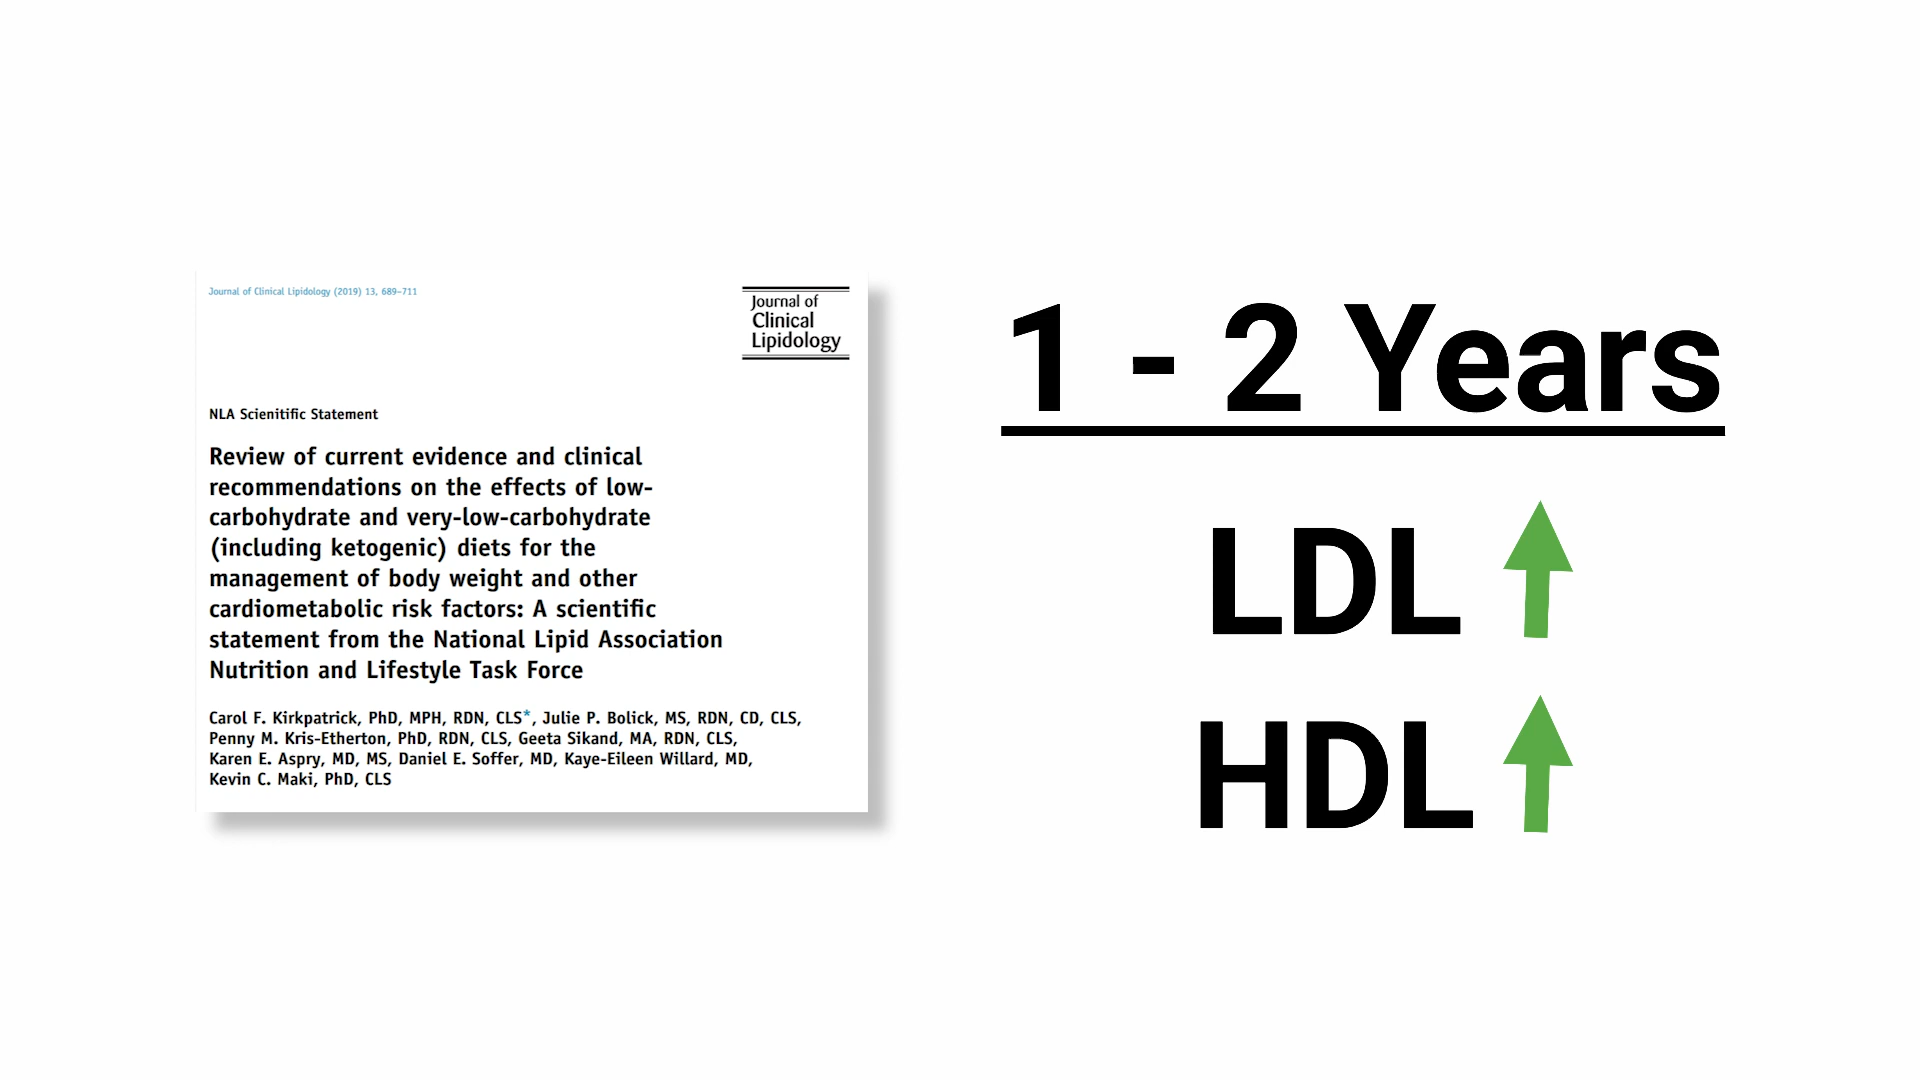 Journal of Clinical Lipidology (2019) 13, 689–711
Journal of
Clinical
Lipidology
NLA Scienitific Statement
Review of current evidence and clinical
recommendations on the effects of low-
carbohydrate and very-low-carbohydrate
(including ketogenic) diets for the
management of body weight and other
cardiometabolic risk factors: A scientific
statement from the National Lipid Association
Nutrition and Lifestyle Task Force
Carol F. Kirkpatrick, PhD, MPH, RDN, CLS*, Julie P. Bolick, MS, RDN, CD, CLS,
Penny M. Kris-Etherton, PhD, RDN, CLS, Geeta Sikand, MA, RDN, CLS,
Karen E. Aspry, MD, MS, Daniel E. Soffer, MD, Kaye-Eileen Willard, MD,
Kevin C. Maki, PhD, CLS
1 - 2 Years
LDL
HDL